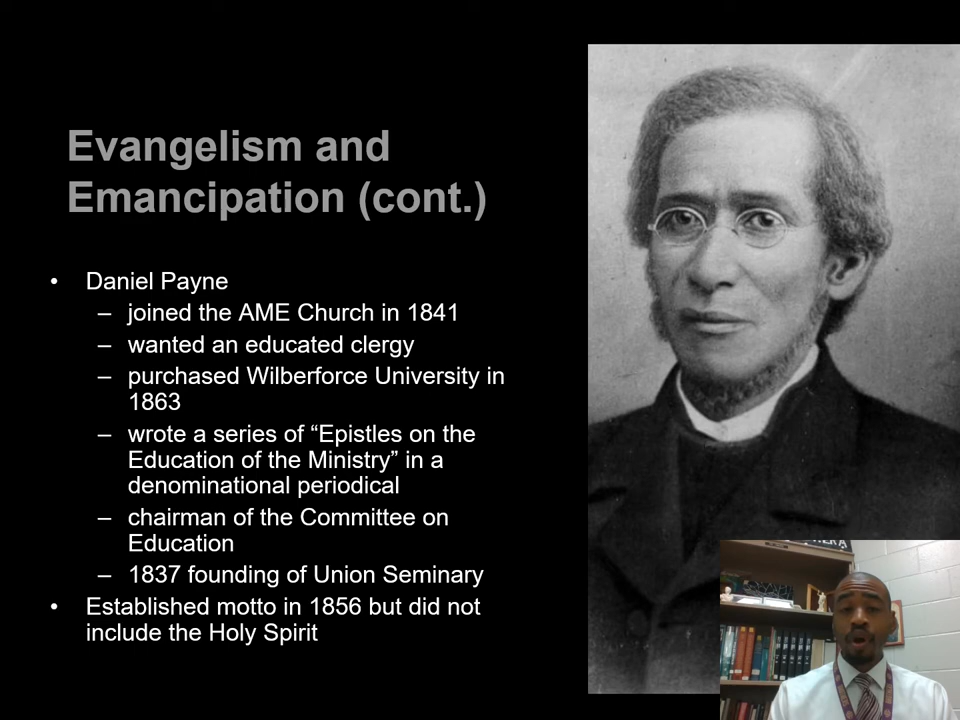 Evangelism and
Emancipation (cont.)
• Daniel Payne
– joined the AME Church in 1841
– wanted an educated clergy
– purchased Wilberforce University in
1863
– wrote a series of “Epistles on the
Education of the Ministry” in a
denominational periodical
– chairman of the Committee on
Education
– 1837 founding of Union Seminary
• Established motto in 1856 but did not
include the Holy Spirit